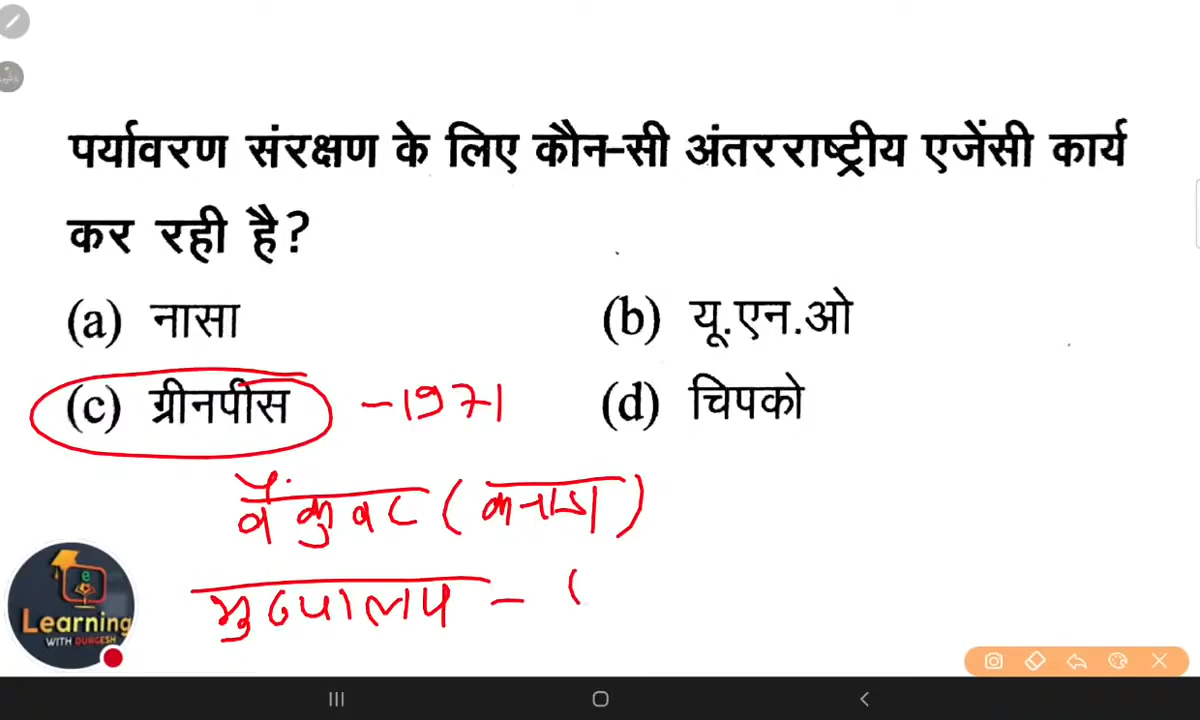 पर्यावरण संरक्षण के लिए कौन-सी अंतरराष्ट्रीय एजेंसी कार्य
कर रही है?
(a) नासा
(b) यू.एन.ओ
(c) ग्रीनपीस -1971
(d) चिपको
वैंकुवर (कनाडा)
मुख्यालय - (
e
Learning
WITH DURGESH